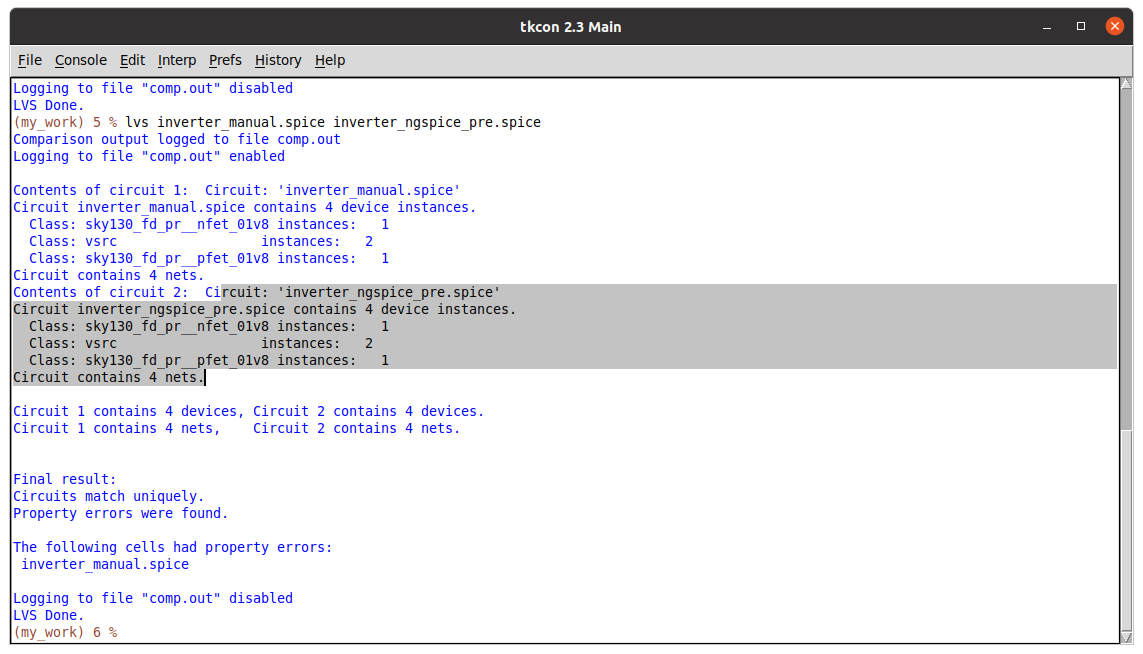 tkcon 2.3 Main
File Console Edit Interp Prefs History Help
Logging to file "comp.out" disabled
LVS Done.
(my_work) 5 % lvs inverter_manual.spice inverter_ngspice_pre.spice
Comparison output logged to file comp.out
Logging to file "comp.out" enabled
Contents of circuit 1:  Circuit: 'inverter_manual.spice'
Circuit inverter_manual.spice contains 4 device instances.
  Class: sky130_fd_pr__nfet_01v8 instances:   1
  Class: vsrc                  instances:   2
  Class: sky130_fd_pr__pfet_01v8 instances:   1
Circuit contains 4 nets.
Contents of circuit 2:  Circuit: 'inverter_ngspice_pre.spice'
Circuit inverter_ngspice_pre.spice contains 4 device instances.
  Class: sky130_fd_pr__nfet_01v8 instances:   1
  Class: vsrc                  instances:   2
  Class: sky130_fd_pr__pfet_01v8 instances:   1
Circuit contains 4 nets.
Circuit 1 contains 4 devices, Circuit 2 contains 4 devices.
Circuit 1 contains 4 nets,    Circuit 2 contains 4 nets.
Final result:
Circuits match uniquely.
Property errors were found.
The following cells had property errors:
 inverter_manual.spice
Logging to file "comp.out" disabled
LVS Done.
(my_work) 6 %